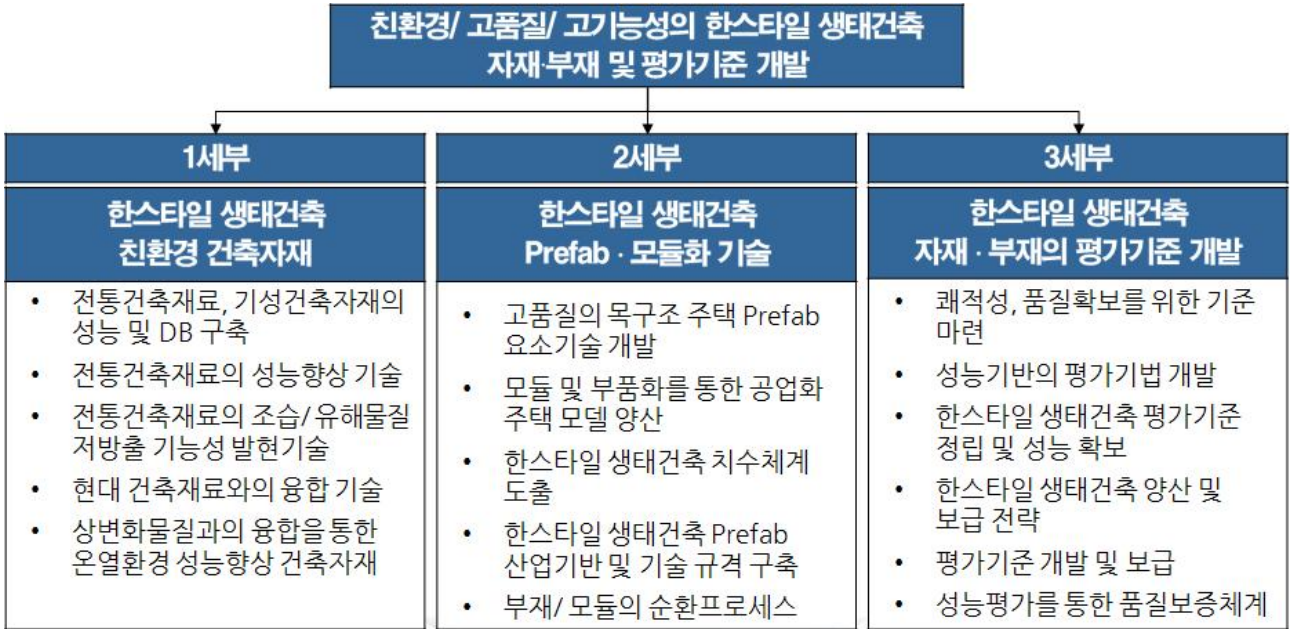 친환경/ 고품질/ 고기능성의 한스타일 생태건축
자재·부재 및 평가기준 개발
1세부
한스타일 생태건축
친환경 건축자재
• 전통건축재료, 기성건축자재의
성능 및 DB 구축
• 전통건축재료의 성능향상 기술
• 전통건축재료의 조습/ 유해물질
저방출 기능성 발현기술
• 현대 건축재료와의 융합 기술
• 상변화물질과의 융합을 통한
온열환경 성능향상 건축자재
2세부
한스타일 생태건축
Prefab · 모듈화 기술
• 고품질의 목구조 주택 Prefab
요소기술 개발
• 모듈 및 부품화를 통한 공업화
주택 모델 양산
• 한스타일 생태건축 치수체계
도출
• 한스타일 생태건축 Prefab
산업기반 및 기술 규격 구축
• 부재/ 모듈의 순환프로세스
3세부
한스타일 생태건축
자재 · 부재의 평가기준 개발
• 쾌적성, 품질확보를 위한 기준
마련
• 성능기반의 평가기법 개발
• 한스타일 생태건축 평가기준
정립 및 성능 확보
• 한스타일 생태건축 양산 및
보급 전략
• 평가기준 개발 및 보급
• 성능평가를 통한 품질보증체계